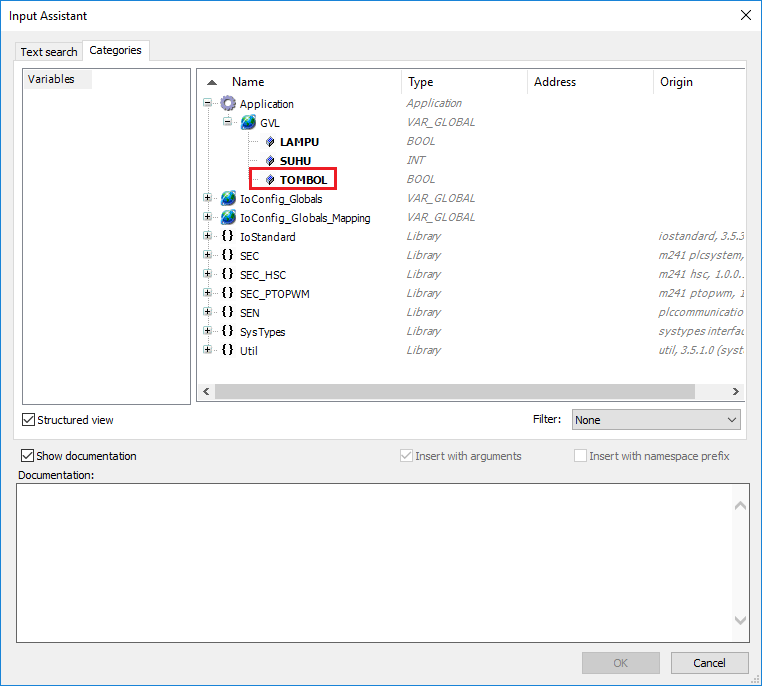 Input Assistant
Text search Categories
Variables
Name Type Address Origin
Application Application
GVL VAR_GLOBAL
LAMPU BOOL
SUHU INT
TOMBOL BOOL
IoConfig_Globals VAR_GLOBAL
IoConfig_Globals_Mapping VAR_GLOBAL
IoStandard Library iostandard, 3.5.3
SEC Library m241 plcsystem,
SEC_HSC Library m241 hsc, 1.0.0..
SEC_PTOPWM Library m241 ptopwm, 1
SEN Library plccommunicatio
SysTypes Library systypes interfac
Util Library util, 3.5.1.0 (syst
Structured view Filter: None
Show documentation Insert with arguments Insert with namespace prefix
Documentation:
OK Cancel